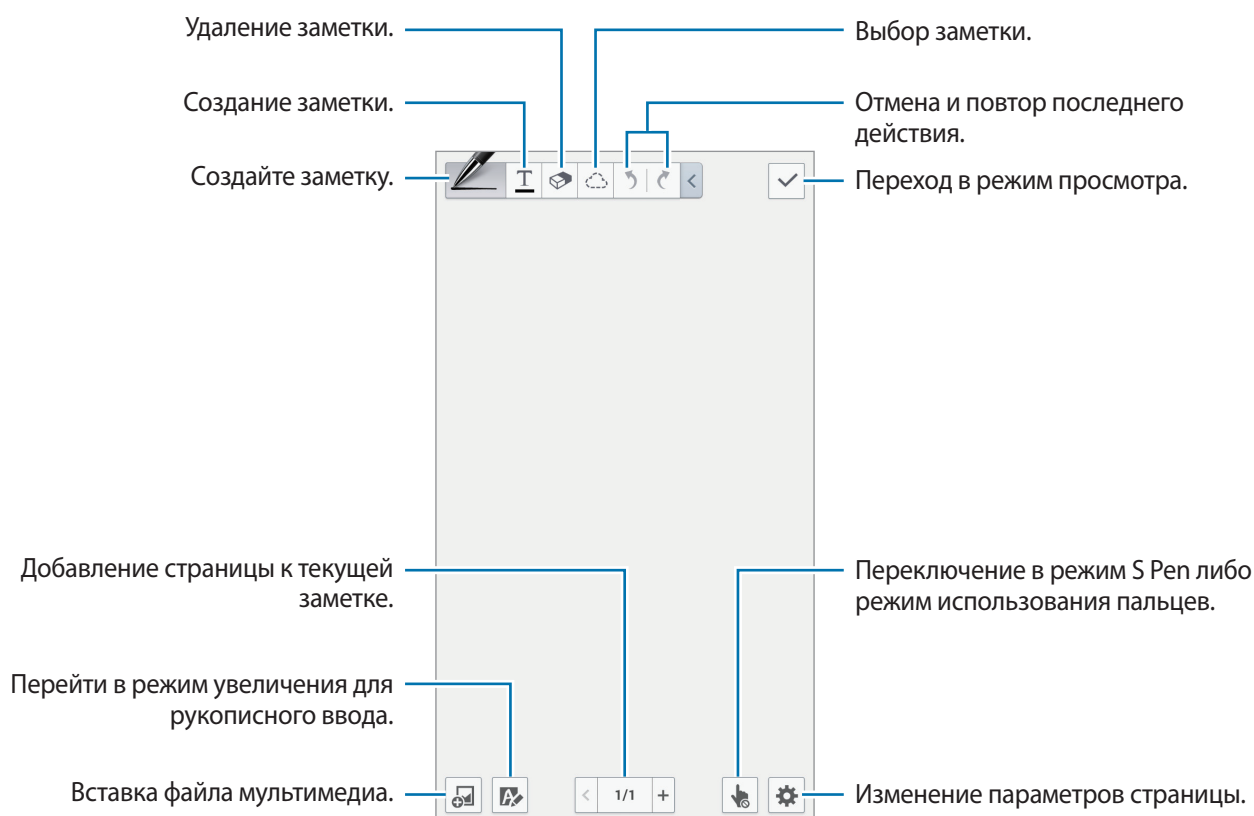 Удаление заметки.
Создание заметки.
Создайте заметку.
Выбор заметки.
Отмена и повтор последнего
действия.
Переход в режим просмотра.
T
Добавление страницы к текущей
заметке.
Перейти в режим увеличения для
рукописного ввода.
Вставка файла мультимедиа.
Переключение в режим S Pen либо
режим использования пальцев.
Изменение параметров страницы.
A
< 1/1 +